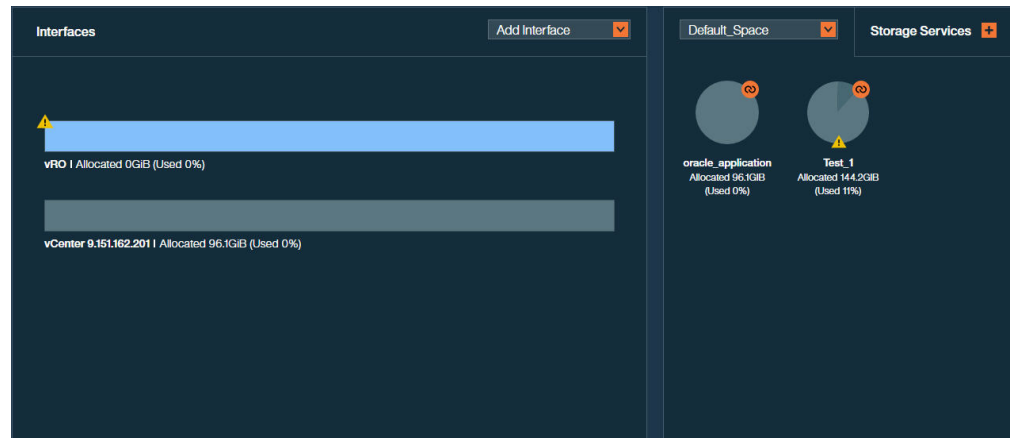 Interfaces
Add Interface
vRO | Allocated 0GiB (Used 0%)
vCenter 9.151.162.201 | Allocated 96.1GiB (Used 0%)
Default_Space
Storage Services
oracle_application
Allocated 96.1GIB
(Used 0%)
Test_1
Allocated 144.2GIB
(Used 11%)